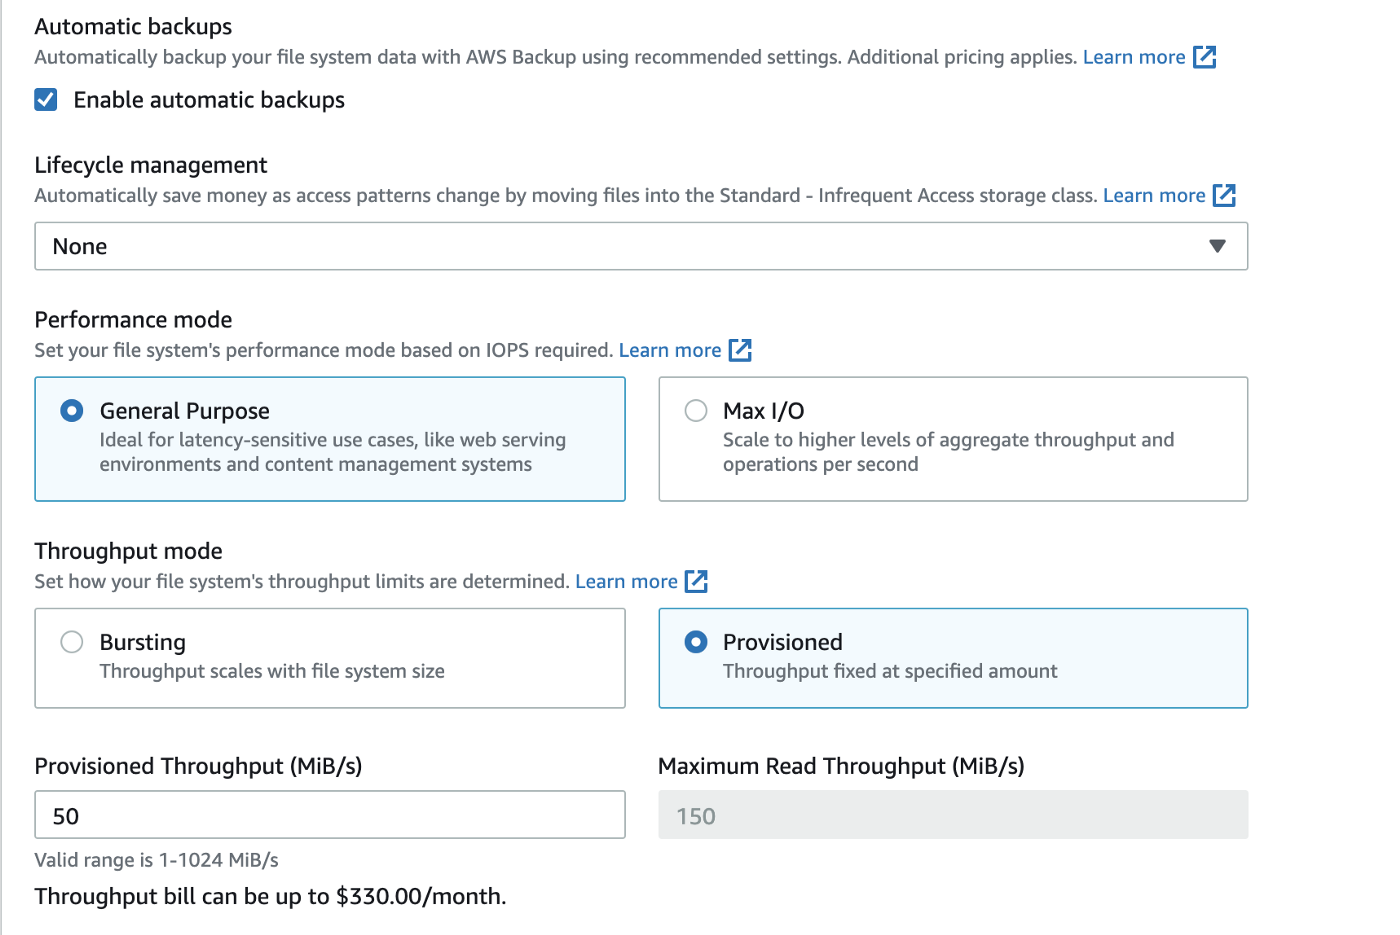 Automatic backups
Automatically backup your file system data with AWS Backup using recommended settings. Additional pricing applies. Learn more
Enable automatic backups
Lifecycle management
Automatically save money as access patterns change by moving files into the Standard - Infrequent Access storage class. Learn more
None
Performance mode
Set your file system's performance mode based on IOPS required. Learn more
General Purpose
Ideal for latency-sensitive use cases, like web serving
environments and content management systems
Max I/O
Scale to higher levels of aggregate throughput and
operations per second
Throughput mode
Set how your file system's throughput limits are determined. Learn more
Bursting
Throughput scales with file system size
Provisioned
Throughput fixed at specified amount
Provisioned Throughput (MiB/s)
50
Valid range is 1-1024 MiB/s
Throughput bill can be up to $330.00/month.
Maximum Read Throughput (MiB/s)
150